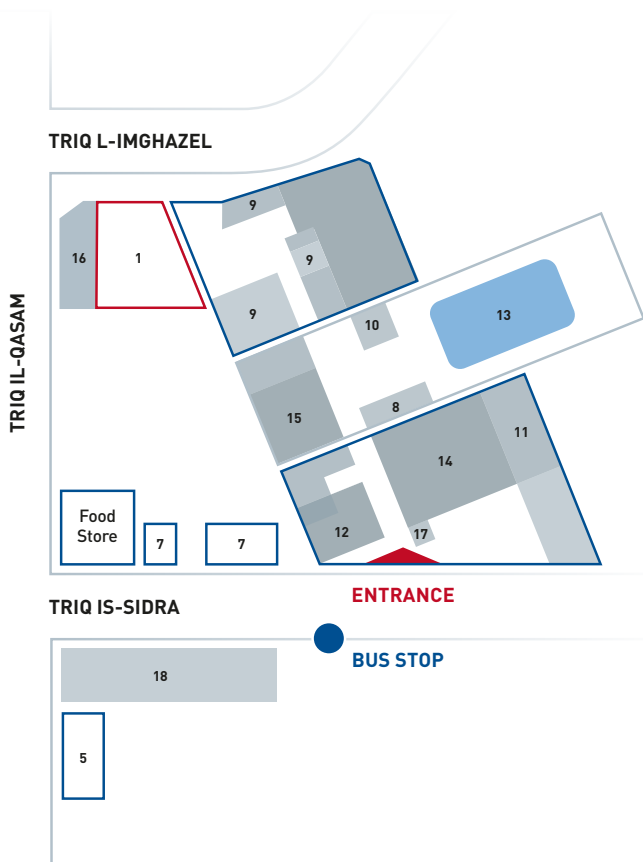 TRIQ L-IMGHAZEL
TRIQ IL-QASAM
9
16
1
9
9
10
13
15
8
14
11
Food
Store
7
7
12
17
ENTRANCE
TRIQ IS-SIDRA
BUS STOP
18
5